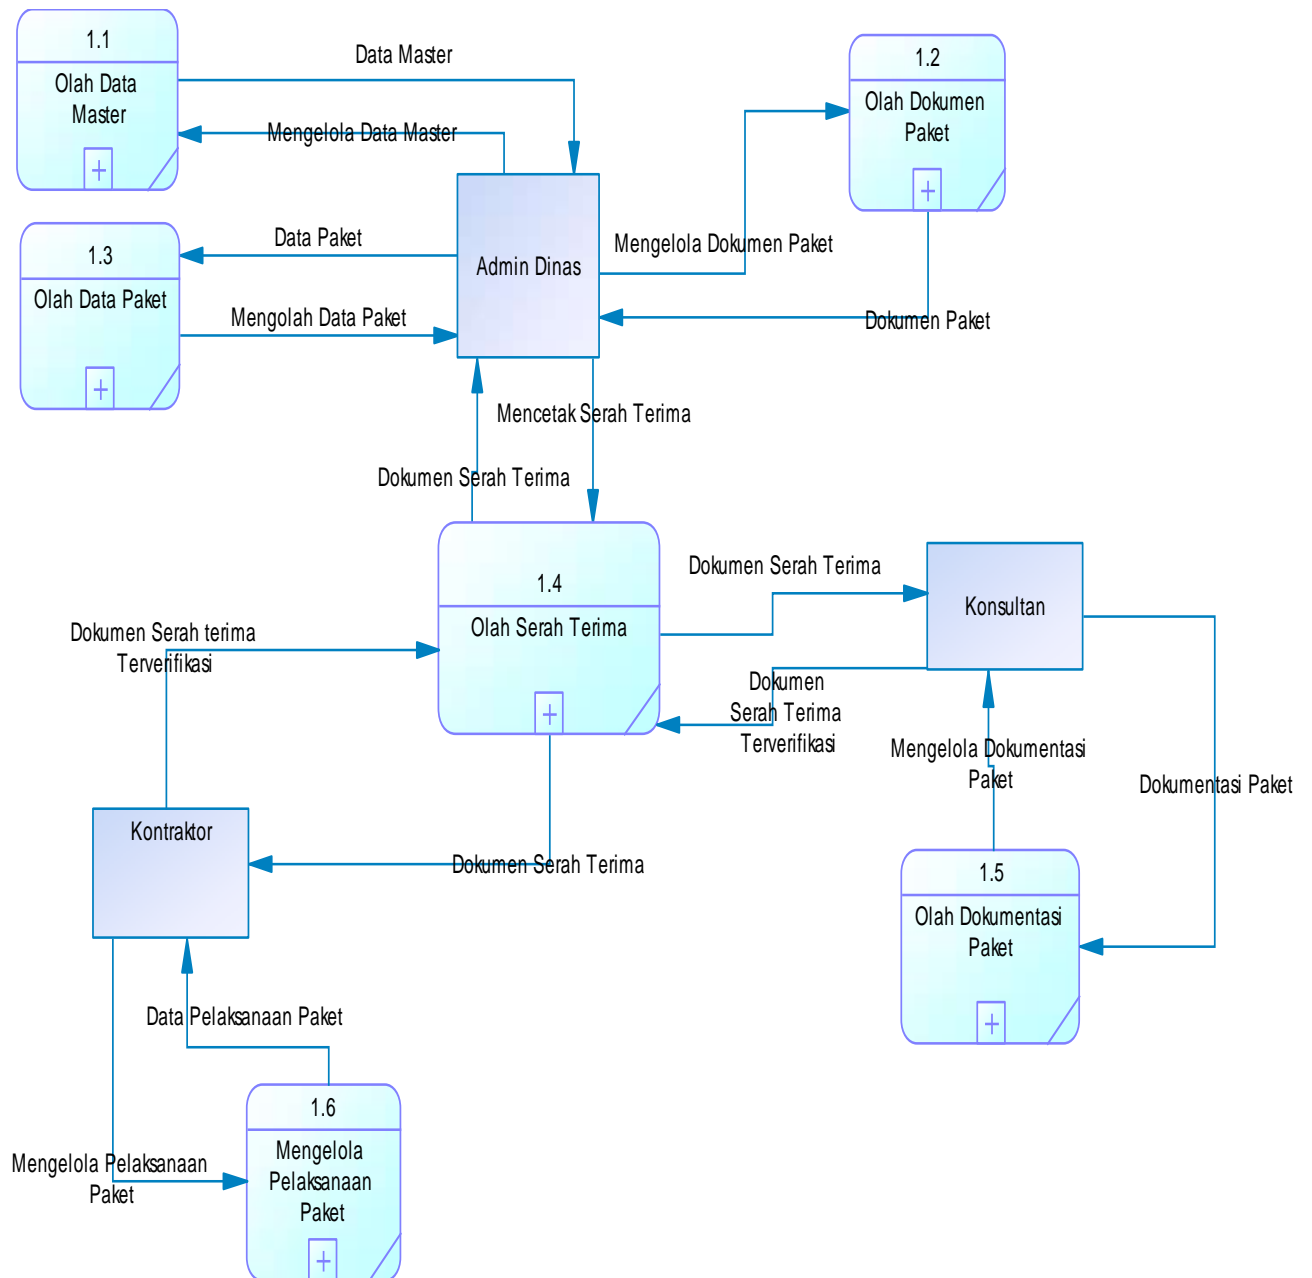 1.1
Olah Data
Master
Data Master
Mengelola Data Master
1.2
Olah Dokumen
Paket
1.3
Olah Data Paket
Data Paket
Mengolah Data Paket
Admin Dinas
Mengelola Dokumen Paket
Dokumen Paket
Mencetak Serah Terima
Dokumen Serah Terima
1.4
Olah Serah Terima
Dokumen Serah Terima
Konsultan
Dokumen Serah terima
Terverifikasi
Dokumen
Serah Terima
Terverifikasi
Mengelola Dokumentasi
Paket
Dokumentasi Paket
Kontraktor
Dokumen Serah Terima
1.5
Olah Dokumentasi
Paket
Data Pelaksanaan Paket
1.6
Mengelola
Pelaksanaan
Paket
Mengelola Pelaksanaan
Paket